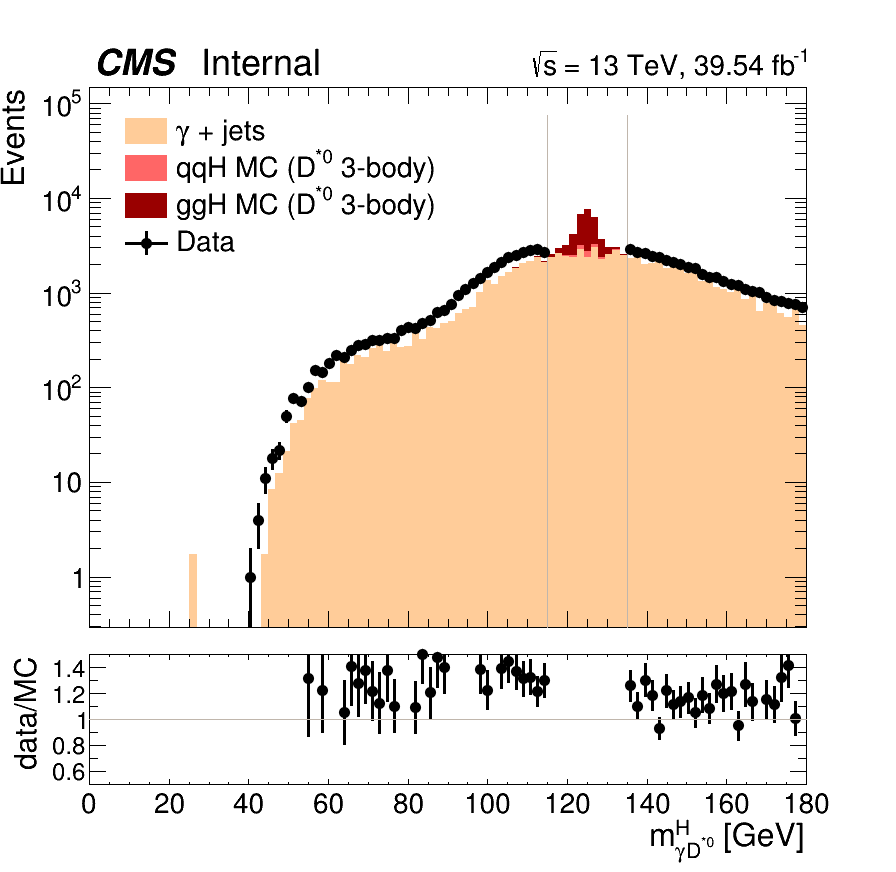 CMS Internal √s = 13 TeV, 39.54 fb⁻¹
Events
10⁵
10⁴
10³
10²
10
1
γ + jets
qqH MC (D*⁰ 3-body)
ggH MC (D*⁰ 3-body)
Data
data/MC
1.4
1.2
1
0.8
0.6
0 20 40 60 80 100 120 140 160 180
m^H_γD*⁰ [GeV]